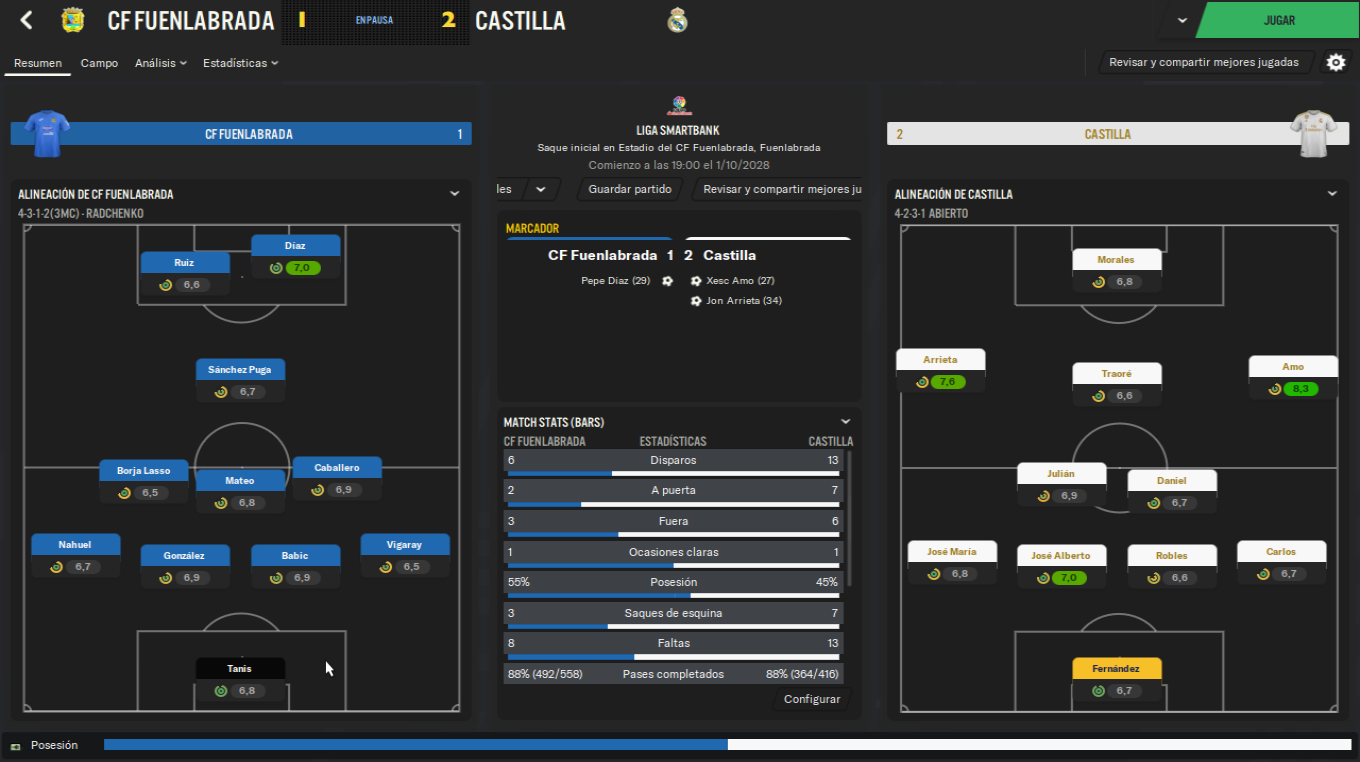 CF FUENLABRADA 1 EN PAUSA 2 CASTILLA
JUGAR
Resumen Campo Análisis Estadísticas
Revisar y compartir mejores jugadas
CF FUENLABRADA 1
ALINEACIÓN DE CF FUENLABRADA
4-3-1-2(3MC) - RADCHENKO
Díaz
7,0
Ruiz
6,6
Sánchez Puga
6,7
Caballero
6,9
Borja Lasso
6,5
Mateo
6,8
Nahuel
6,7
González
6,9
Babic
6,9
Vigaray
6,5
Tanis
6,8
LIGA SMARTBANK
Saque inicial en Estadio del CF Fuenlabrada, Fuenlabrada
Comienzo a las 19:00 el 1/10/2028
les Guardar partido Revisar y compartir mejores ju
MARCADOR
CF Fuenlabrada 1 2 Castilla
Pepe Díaz (29) Xesc Amo (27)
Jon Arrieta (34)
MATCH STATS (BARS)
CF FUENLABRADA ESTADÍSTICAS CASTILLA
6 Disparos 13
2 A puerta 7
3 Fuera 6
1 Ocasiones claras 1
55% Posesión 45%
3 Saques de esquina 7
8 Faltas 13
88% (492/558) Pases completados 88% (364/416)
Configurar
2 CASTILLA
ALINEACIÓN DE CASTILLA
4-2-3-1 ABIERTO
Morales
6,8
Arrieta
7,6
Traoré
6,6
Amo
8,3
Julián
6,9
Daniel
6,7
José María
6,8
José Alberto
7,0
Robles
6,6
Carlos
6,7
Fernández
6,7
Posesión